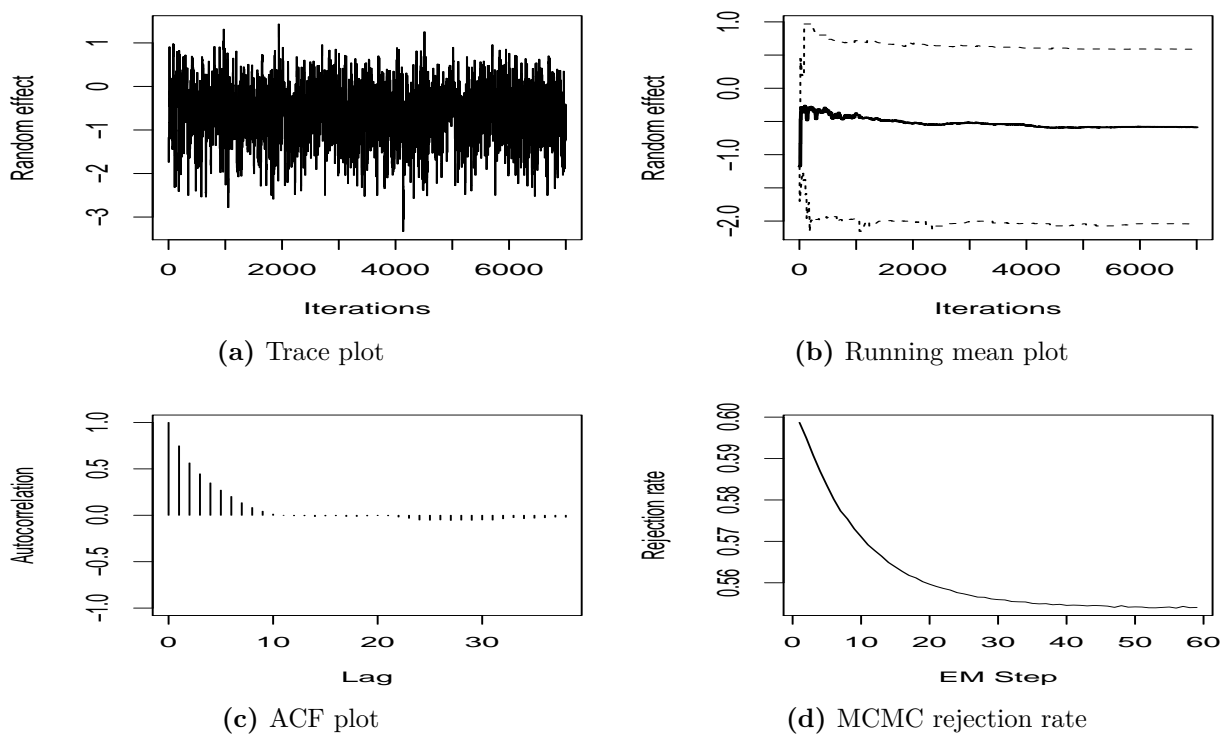 Random effect
1
0
−1
−2
−3
0 2000 4000 6000
Iterations
(a) Trace plot
Random effect
1.0
0.0
−1.0
−2.0
0 2000 4000 6000
Iterations
(b) Running mean plot
Autocorrelation
1.0
0.5
0.0
−0.5
−1.0
0 10 20 30
Lag
(c) ACF plot
Rejection rate
0.60
0.59
0.58
0.57
0.56
0 10 20 30 40 50 60
EM Step
(d) MCMC rejection rate